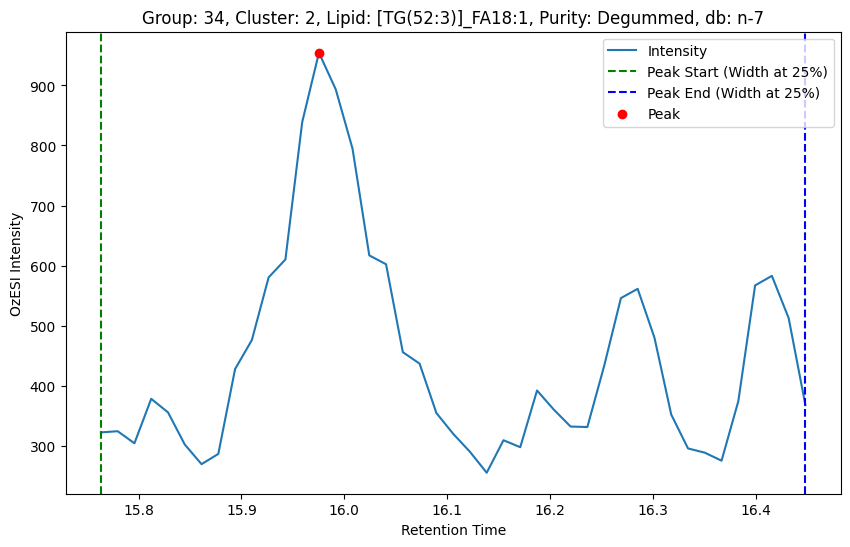 Group: 34, Cluster: 2, Lipid: [TG(52:3)]_FA18:1, Purity: Degummed, db: n-7
Intensity
Peak Start (Width at 25%)
Peak End (Width at 25%)
Peak
OzESI Intensity
900
800
700
600
500
400
300
15.8
15.9
16.0
16.1
16.2
16.3
16.4
Retention Time